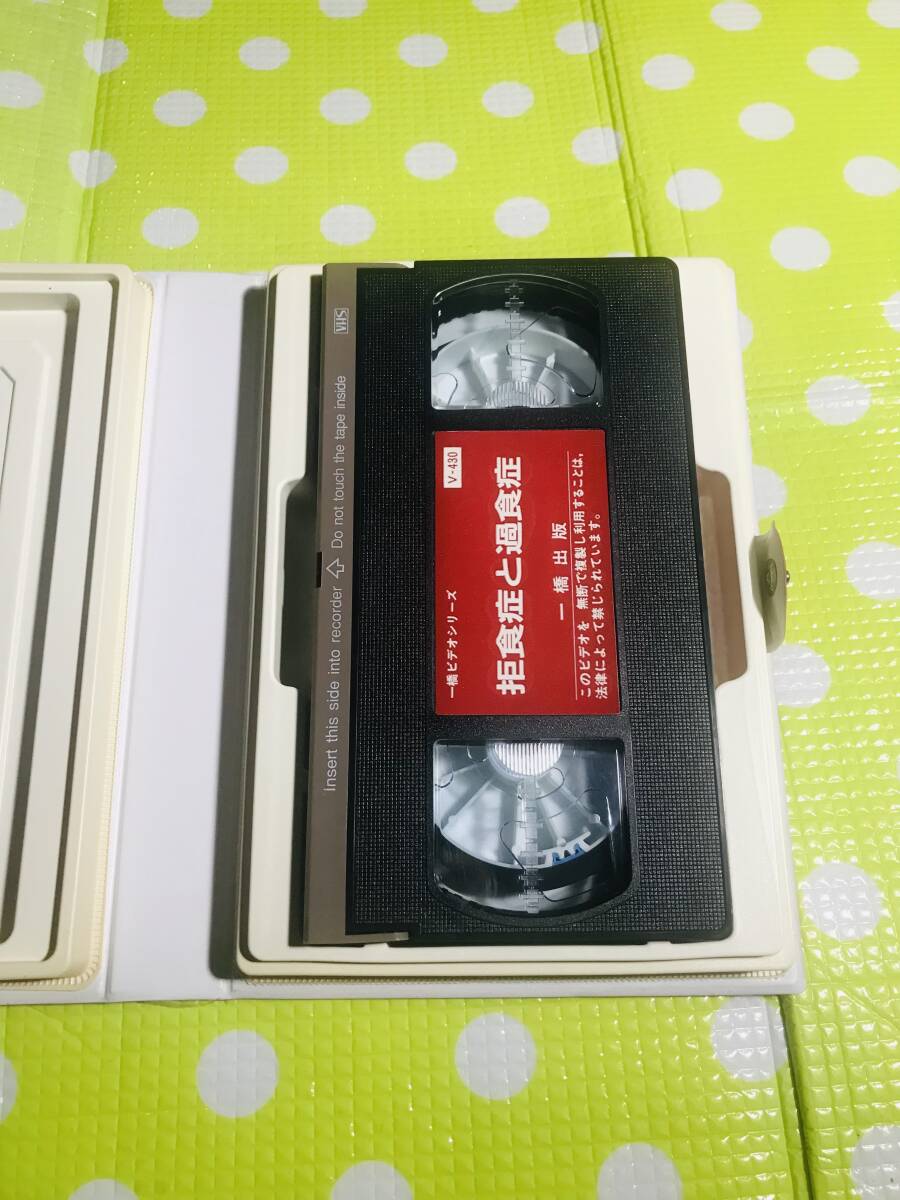 VHS
Insert this side into recorder ⇧ Do not touch the tape inside
一橋ビデオシリーズ
V-430
拒食症と過食症
一橋出版
このビデオを 無断で複製し利用することは,
法律によって禁じられています。